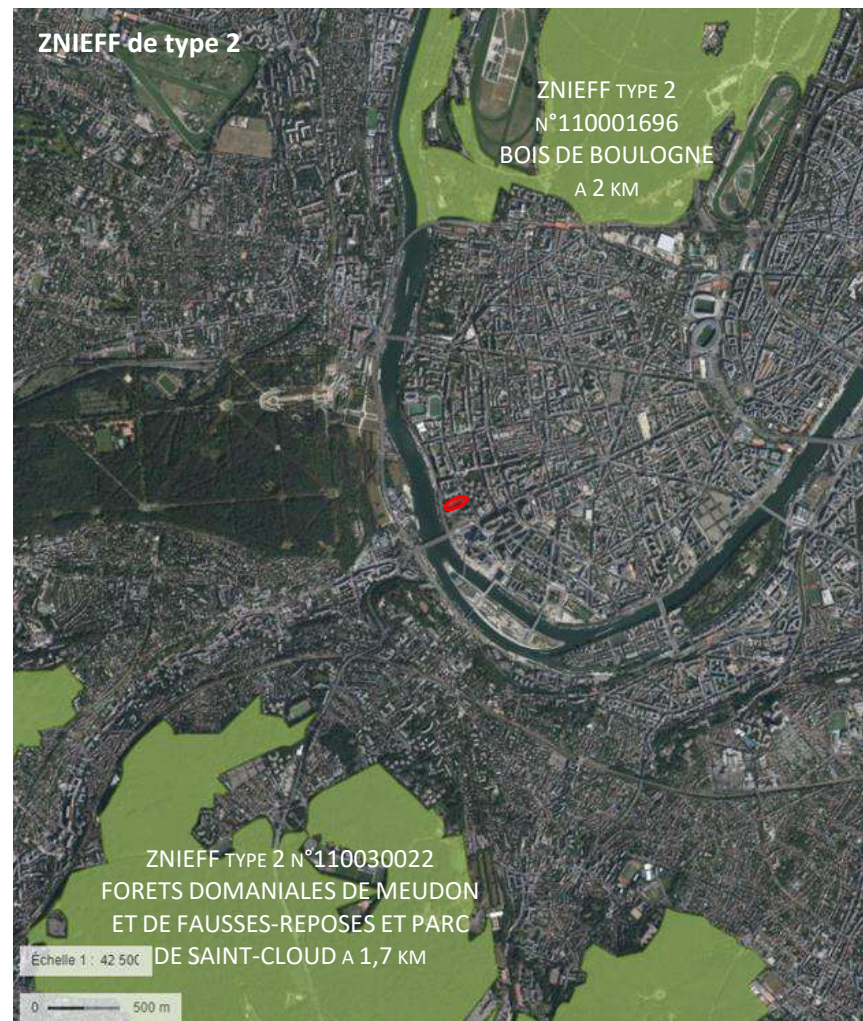 ZNIEFF de type 2
ZNIEFF TYPE 2
N°110001696
BOIS DE BOULOGNE
A 2 KM
ZNIEFF TYPE 2 N°110030022
FORETS DOMANIALES DE MEUDON
ET DE FAUSSES-REPOSES ET PARC
DE SAINT-CLOUD A 1,7 KM
Échelle 1 : 42 500
0 500 m